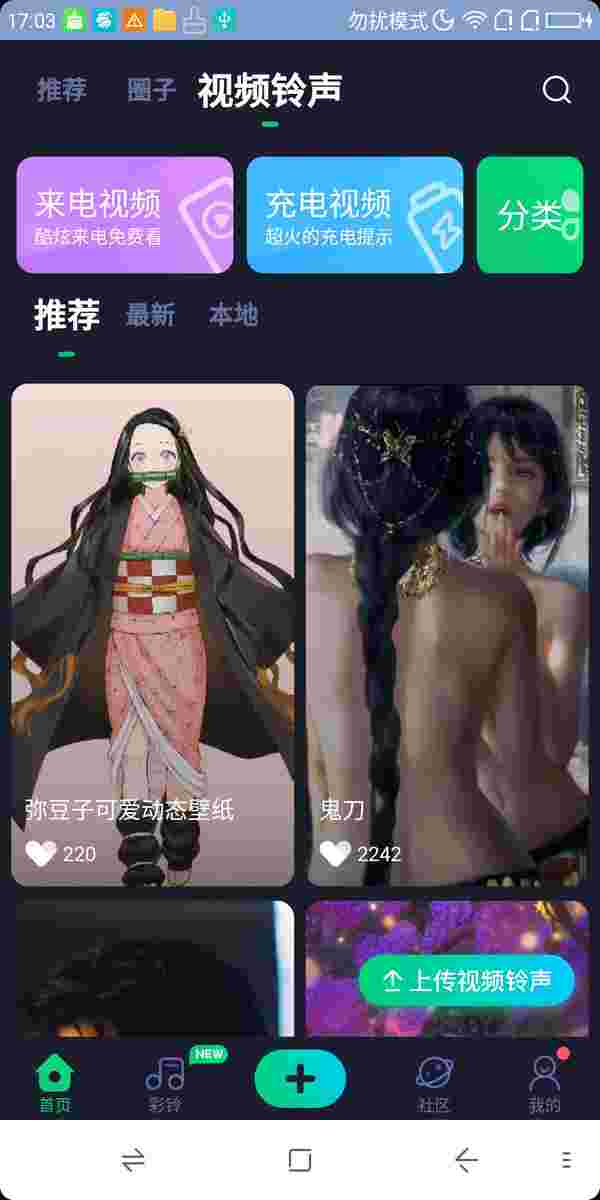 17:03
勿扰模式
推荐 圈子 视频铃声
来电视频
酷炫来电免费看
充电视频
超火的充电提示
分类
推荐 最新 本地
弥豆子可爱动态壁纸
220
鬼刀
2242
上传视频铃声
NEW
首页 彩铃 社区 我的